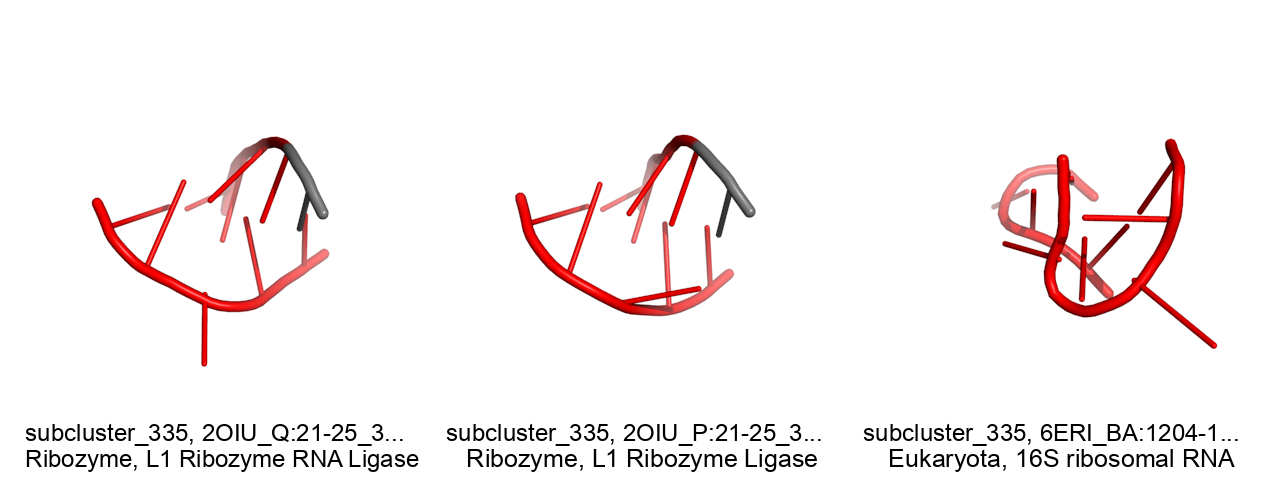 subcluster_335, 2OIU_Q:21-25_3... subcluster_335, 2OIU_P:21-25_3... subcluster_335, 6ERI_BA:1204-1...
Ribozyme, L1 Ribozyme RNA Ligase Ribozyme, L1 Ribozyme Ligase Eukaryota, 16S ribosomal RNA